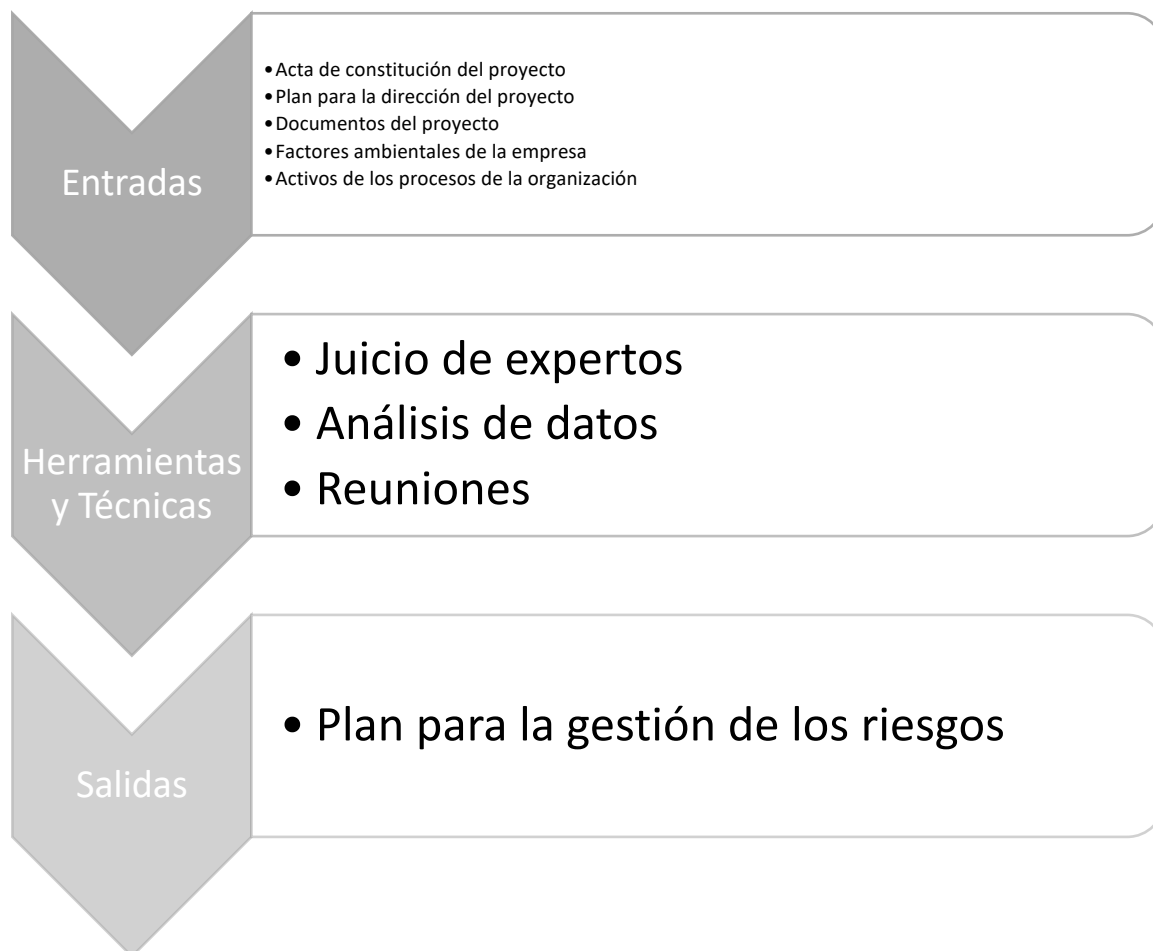 Entradas
• Acta de constitución del proyecto
• Plan para la dirección del proyecto
• Documentos del proyecto
• Factores ambientales de la empresa
• Activos de los procesos de la organización
Herramientas
y Técnicas
• Juicio de expertos
• Análisis de datos
• Reuniones
Salidas
• Plan para la gestión de los riesgos